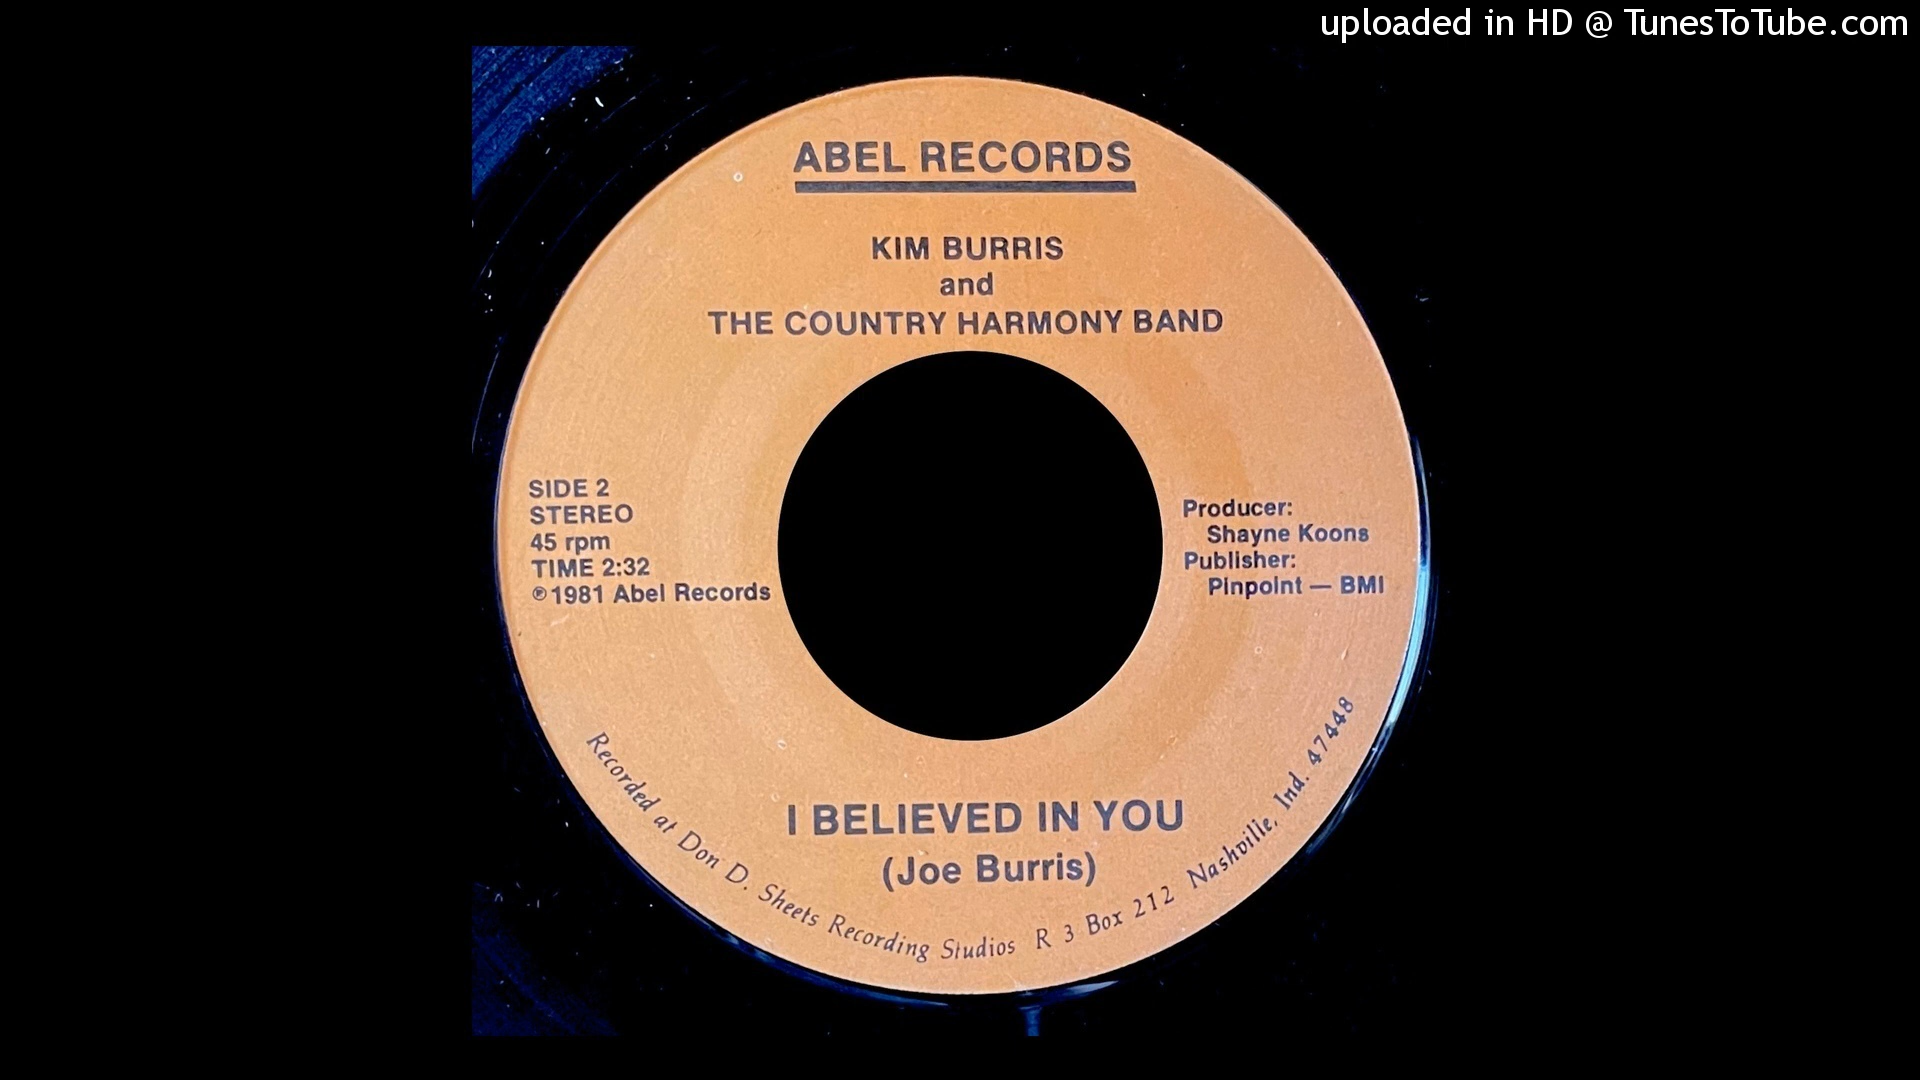 uploaded in HD @ TunesToTube.com
ABEL RECORDS
KIM BURRIS
and
THE COUNTRY HARMONY BAND
SIDE 2
STEREO
45 rpm
TIME 2:32
℗1981 Abel Records
Producer:
Shayne Koons
Publisher:
Pinpoint — BMI
I BELIEVED IN YOU
(Joe Burris)
Recorded at Don D. Sheets Recording Studios R 3 Box 212 Nashville, Ind. 47448